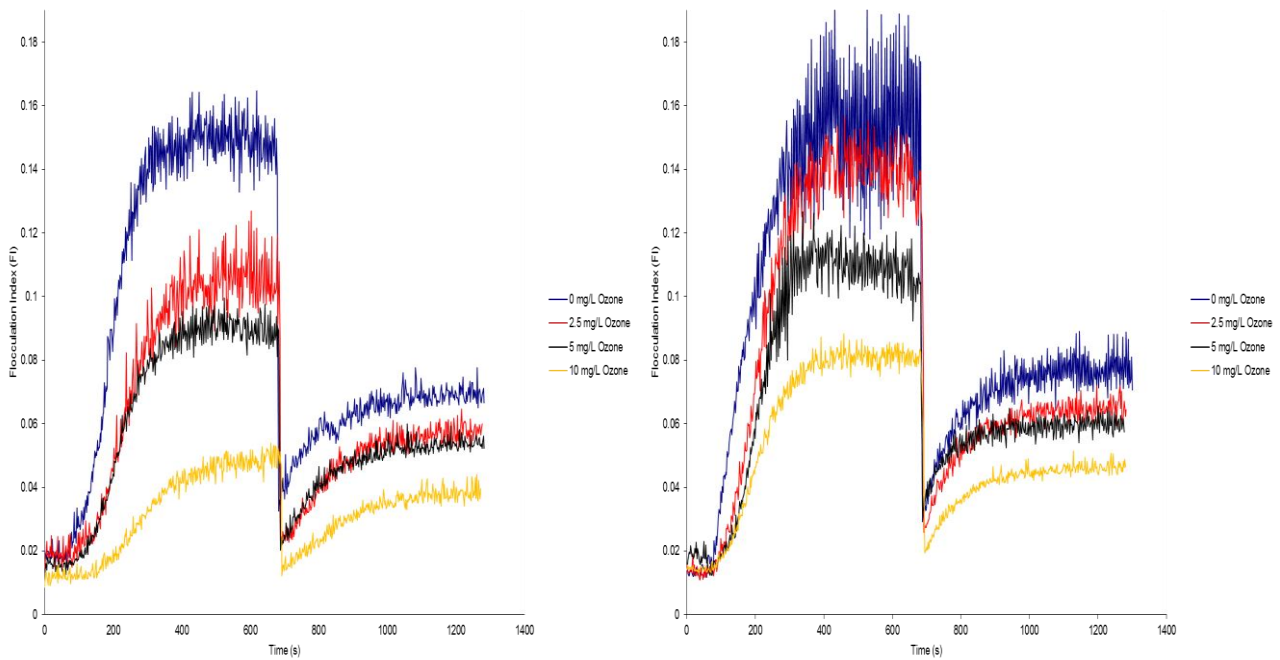 0.18
0.16
0.14
0.12
0.1
0.08
0.06
0.04
0.02
0
Flocculation Index (FI)
0 200 400 600 800 1000 1200 1400
Time (s)
0 mg/L Ozone
2.5 mg/L Ozone
5 mg/L Ozone
10 mg/L Ozone
0.18
0.16
0.14
0.12
0.1
0.08
0.06
0.04
0.02
0
Flocculation Index (FI)
0 200 400 600 800 1000 1200 1400
Time (s)
0 mg/L Ozone
2.5 mg/L Ozone
5 mg/L Ozone
10 mg/L Ozone